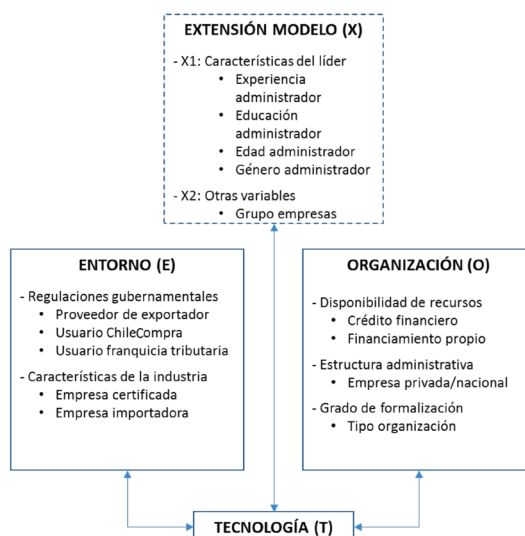 EXTENSIÓN MODELO (X)
- X1: Características del líder
• Experiencia
administrador
• Educación
administrador
• Edad administrador
• Género administrador
- X2: Otras variables
• Grupo empresas
ENTORNO (E)
- Regulaciones gubernamentales
• Proveedor de exportador
• Usuario ChileCompra
• Usuario franquicia tributaria
- Características de la industria
• Empresa certificada
• Empresa importadora
ORGANIZACIÓN (O)
- Disponibilidad de recursos
• Crédito financiero
• Financiamiento propio
- Estructura administrativa
• Empresa privada/nacional
- Grado de formalización
• Tipo organización
TECNOLOGÍA (T)